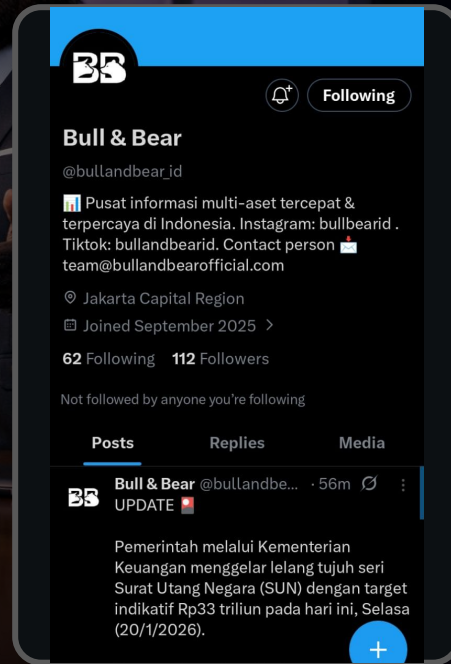 BB
Following
Bull & Bear
@bullandbear_id
📊 Pusat informasi multi-aset tercepat &
terpercaya di Indonesia. Instagram: bullbearid .
Tiktok: bullandbearid. Contact person 📩
team@bullandbearofficial.com
Jakarta Capital Region
Joined September 2025 >
62 Following 112 Followers
Not followed by anyone you're following
Posts Replies Media
BB
Bull & Bear @bullandbe... · 56m
UPDATE 🎴
Pemerintah melalui Kementerian
Keuangan menggelar lelang tujuh seri
Surat Utang Negara (SUN) dengan target
indikatif Rp33 triliun pada hari ini, Selasa
(20/1/2026).